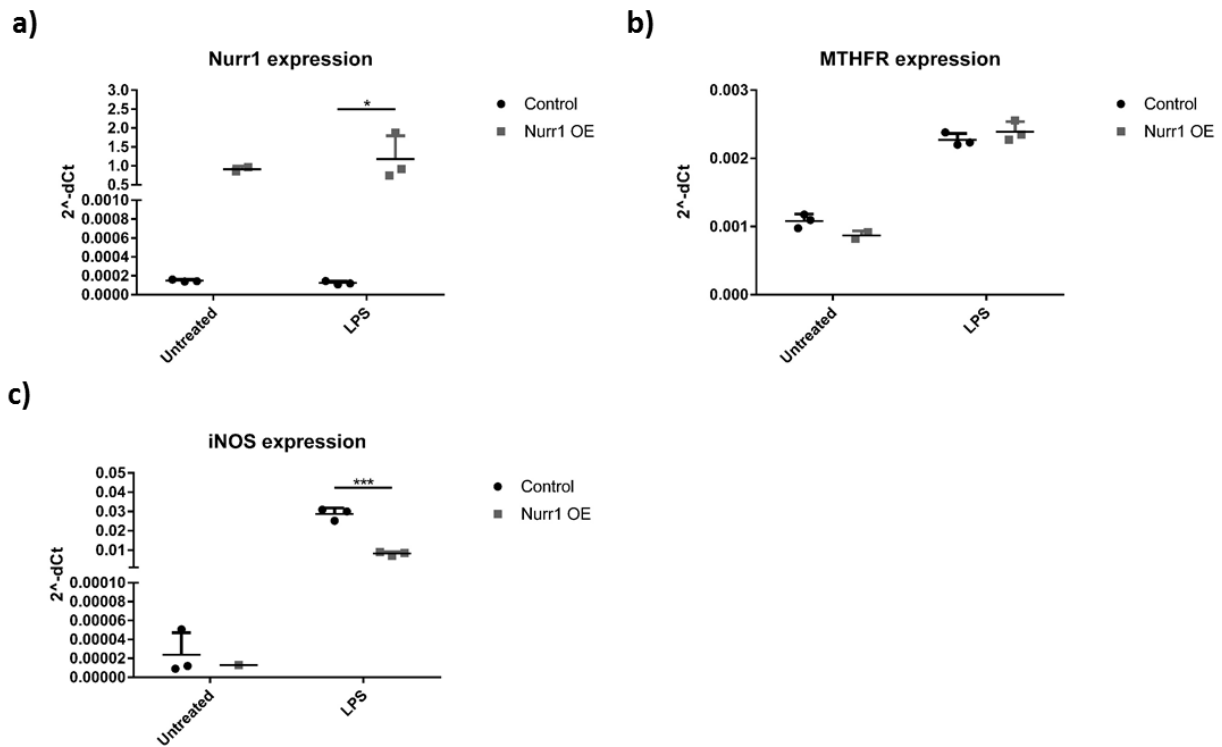 a)
Nurr1 expression
2^-dCt
3.0
2.5
2.0
1.5
1.0
0.5
0.0010
0.0008
0.0006
0.0004
0.0002
0.0000
*
Untreated
LPS
Control
Nurr1 OE
b)
MTHFR expression
2^-dCt
0.003
0.002
0.001
0.000
Untreated
LPS
Control
Nurr1 OE
c)
iNOS expression
2^-dCt
0.05
0.04
0.03
0.02
0.01
0.00010
0.00008
0.00006
0.00004
0.00002
0.00000
***
Untreated
LPS
Control
Nurr1 OE